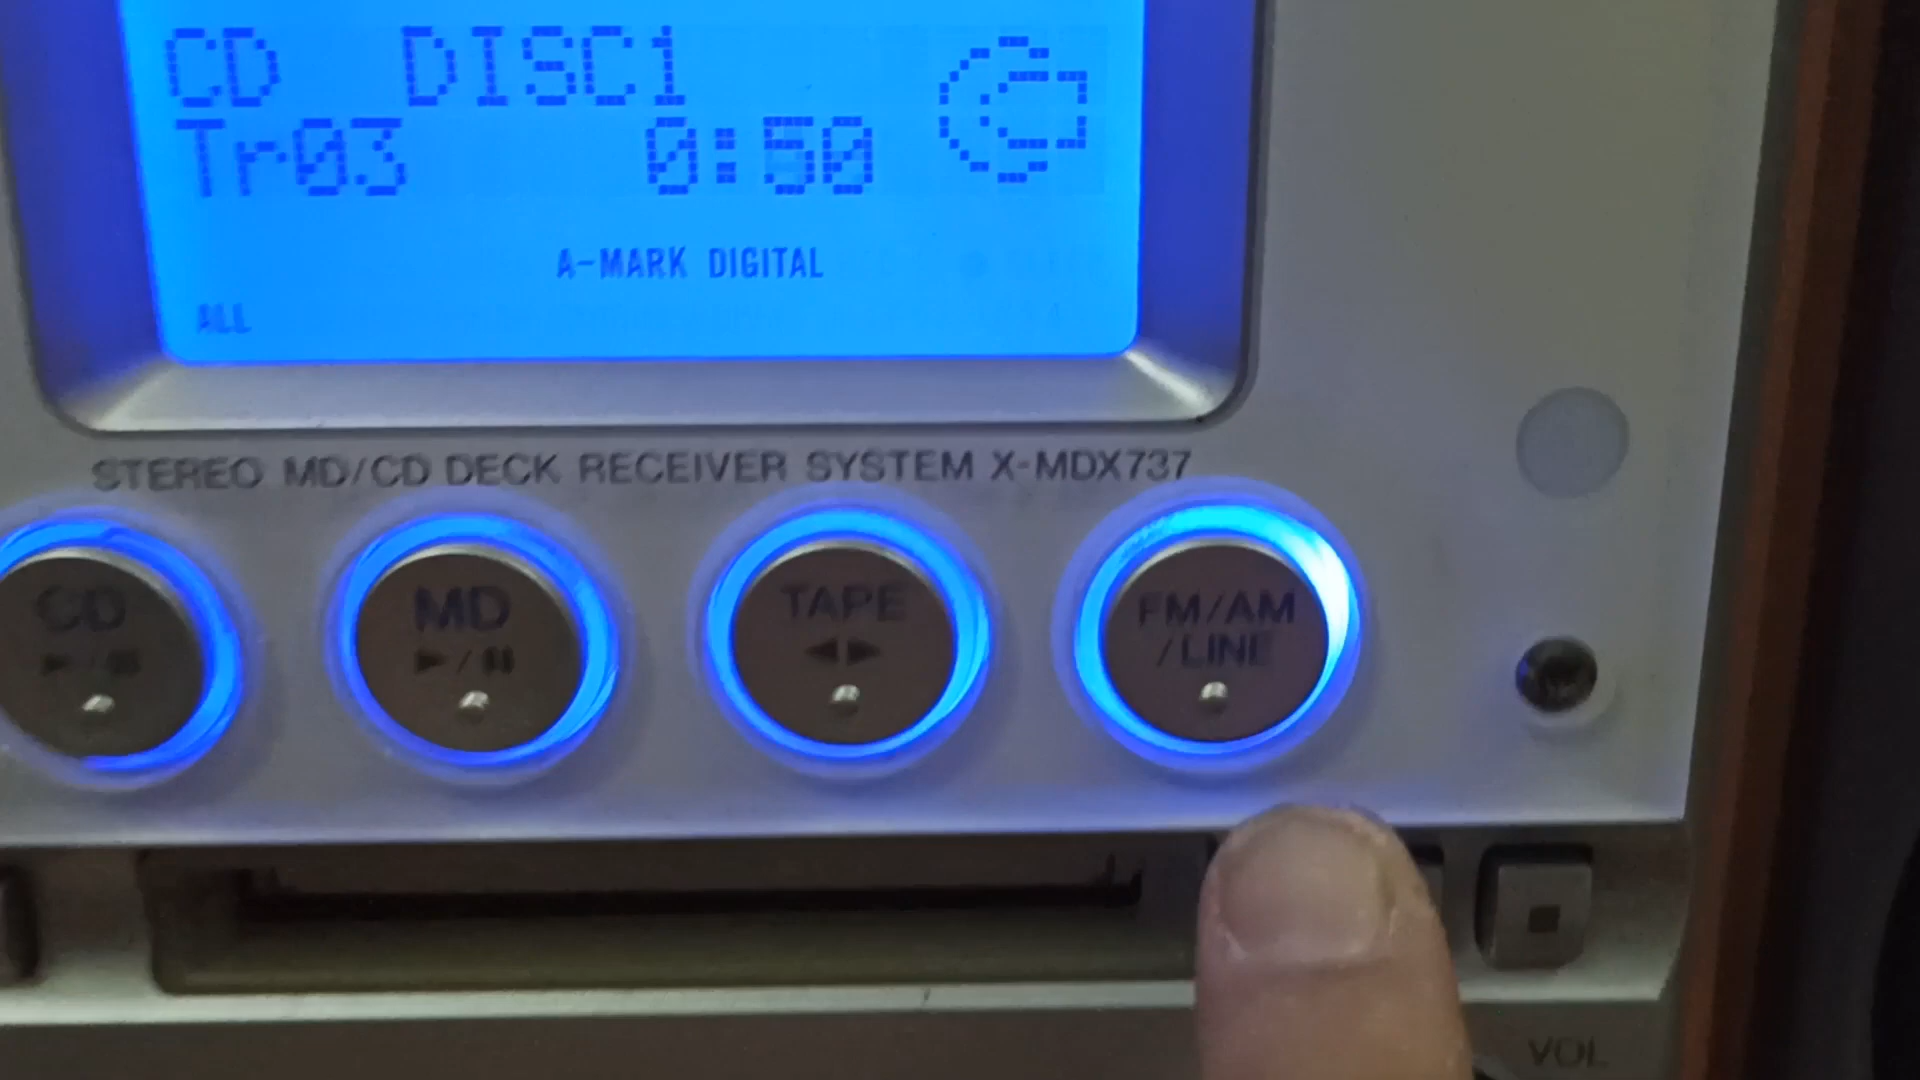 CD DISC1
Tr03 0:50
A-MARK DIGITAL
ALL
STEREO MD/CD DECK RECEIVER SYSTEM X-MDX737
CD
MD
TAPE
FM/AM
/LINE
VOL